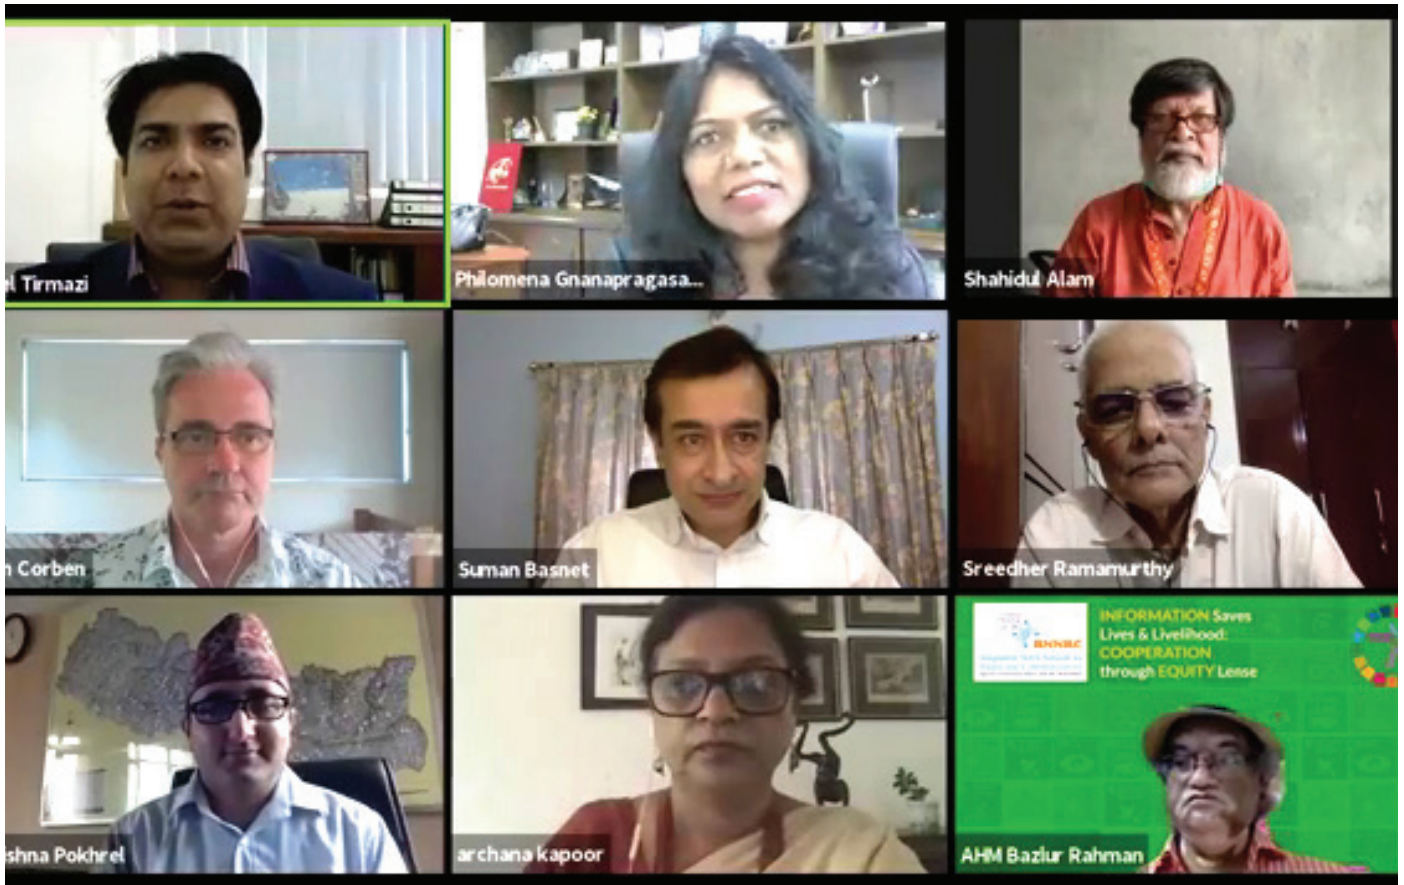 el Tirmazi
Philomena Gnanapragasa...
Shahidul Alam
n Corben
Suman Basnet
Sreedher Ramamurthy
shna Pokhrel
archana kapoor
BNNRC
INFORMATION Saves
Lives & Livelihood:
COOPERATION
through EQUITY Lense
AHM Bazlur Rahman